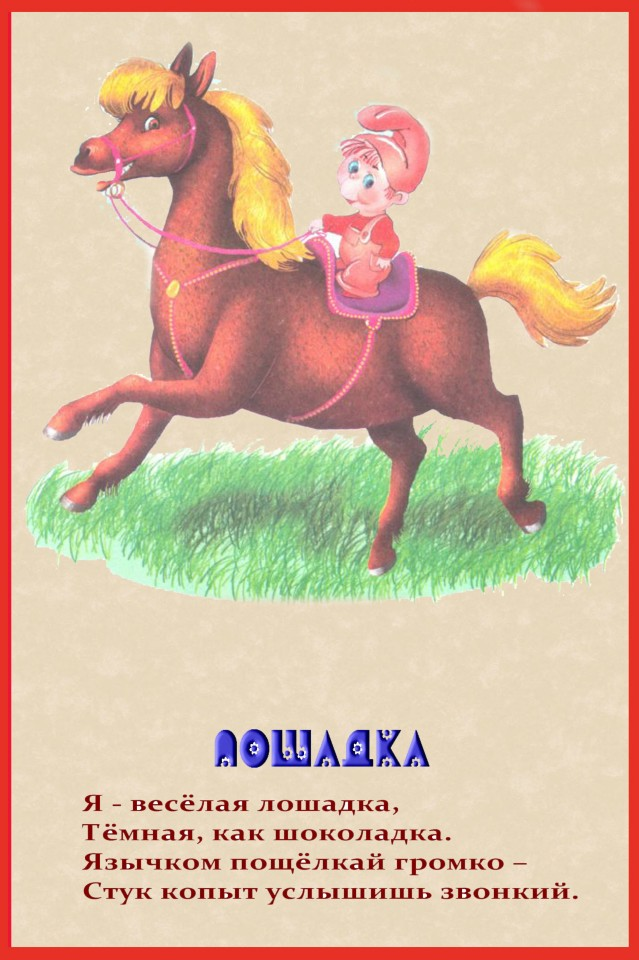 ЛОШАДКА
Я - весёлая лошадка,
Тёмная, как шоколадка.
Язычком пощёлкай громко –
Стук копыт услышишь звонкий.